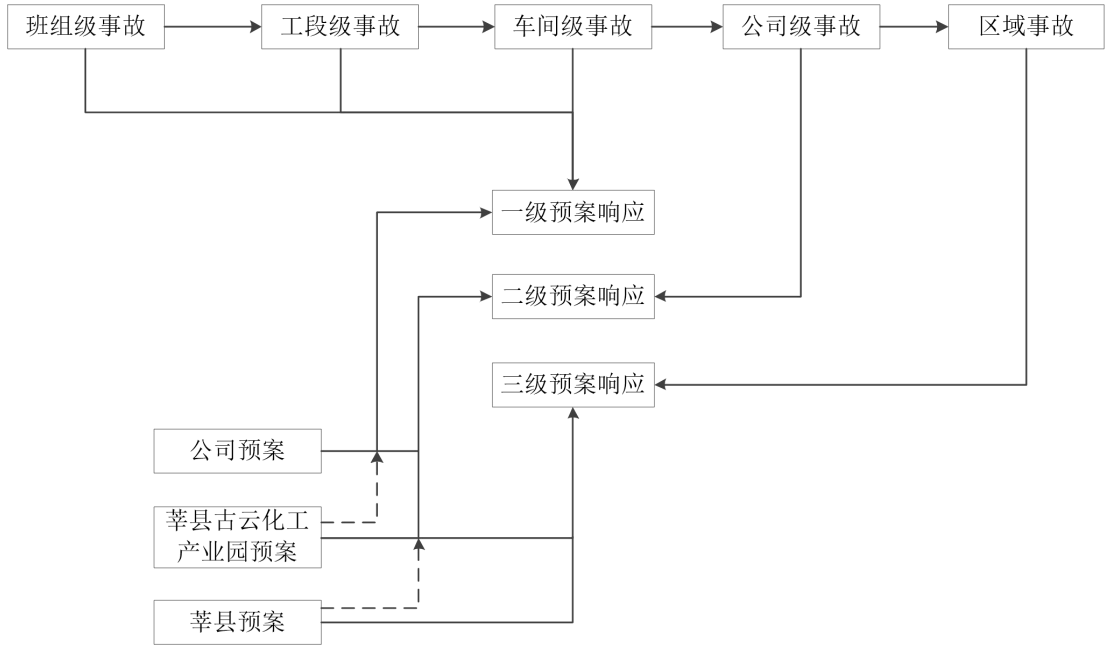 班组级事故
工段级事故
车间级事故
公司级事故
区域事故
一级预案响应
二级预案响应
三级预案响应
公司预案
莘县古云化工
产业园预案
莘县预案